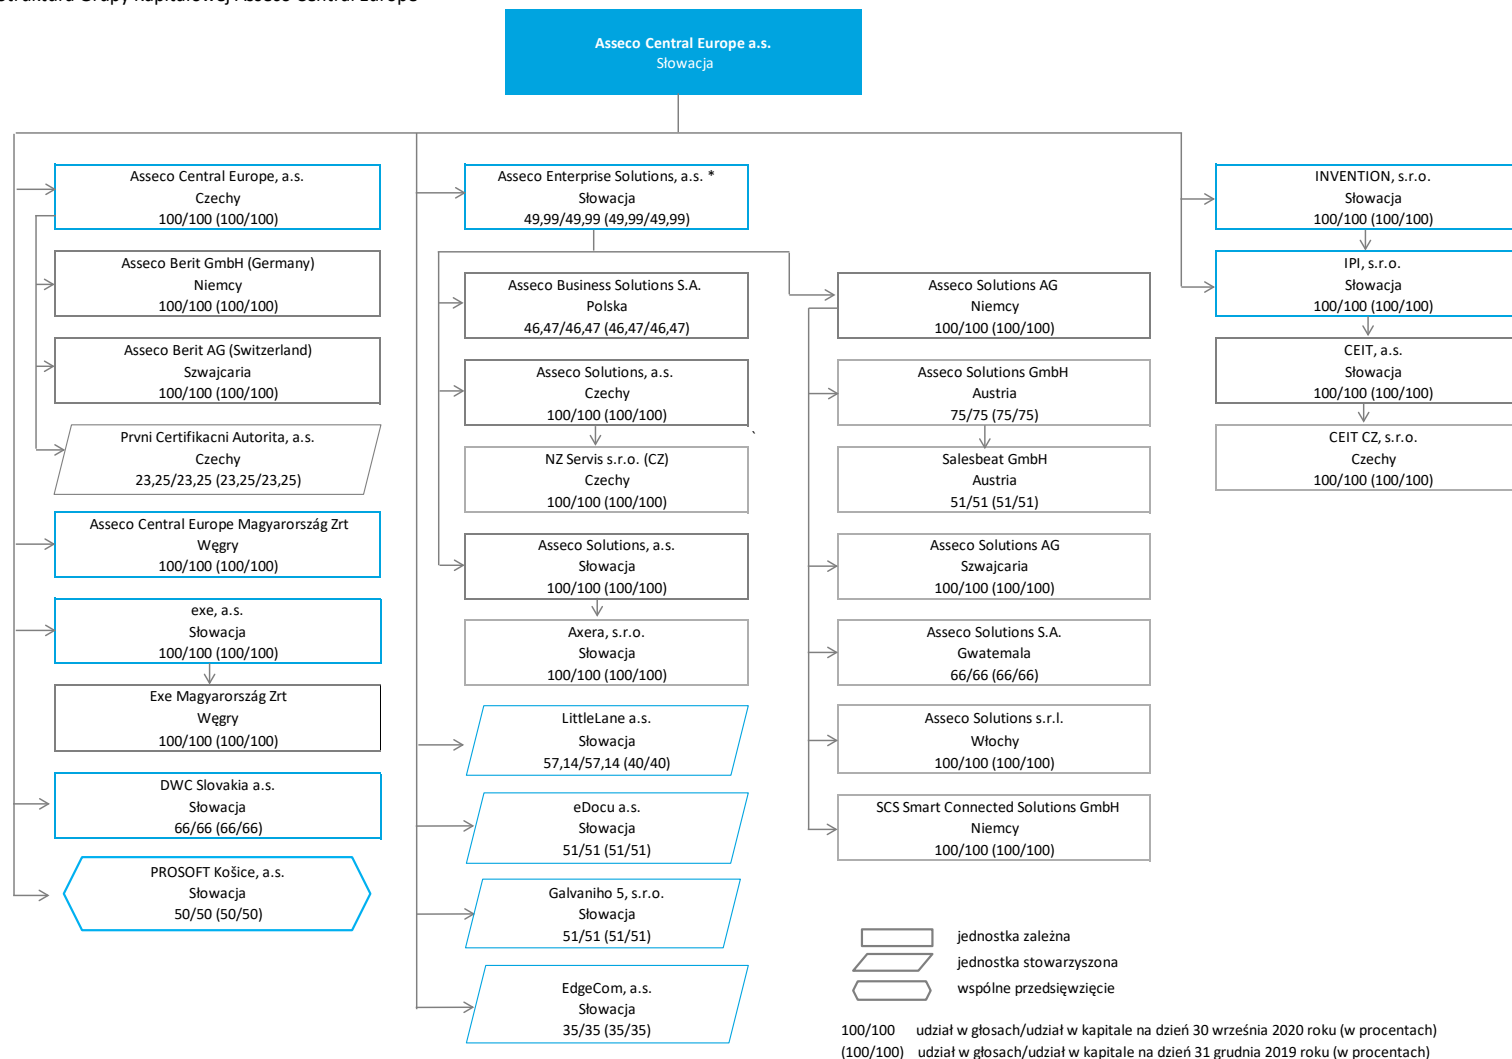 Struktura Grupy Kapitałowej Asseco Central Europe
Asseco Central Europe a.s.
Słowacja
Asseco Central Europe, a.s.
Czechy
100/100 (100/100)
Asseco Berit GmbH (Germany)
Niemcy
100/100 (100/100)
Asseco Berit AG (Switzerland)
Szwajcaria
100/100 (100/100)
Prvni Certifikacni Autorita, a.s.
Czechy
23,25/23,25 (23,25/23,25)
Asseco Central Europe Magyarország Zrt
Węgry
100/100 (100/100)
exe, a.s.
Słowacja
100/100 (100/100)
Exe Magyarország Zrt
Węgry
100/100 (100/100)
DWC Slovakia a.s.
Słowacja
66/66 (66/66)
PROSOFT Košice, a.s.
Słowacja
50/50 (50/50)
Asseco Enterprise Solutions, a.s. *
Słowacja
49,99/49,99 (49,99/49,99)
Asseco Business Solutions S.A.
Polska
46,47/46,47 (46,47/46,47)
Asseco Solutions, a.s.
Czechy
100/100 (100/100)
NZ Servis s.r.o. (CZ)
Czechy
100/100 (100/100)
Asseco Solutions, a.s.
Słowacja
100/100 (100/100)
Axera, s.r.o.
Słowacja
100/100 (100/100)
LittleLane a.s.
Słowacja
57,14/57,14 (40/40)
eDocu a.s.
Słowacja
51/51 (51/51)
Galvaniho 5, s.r.o.
Słowacja
51/51 (51/51)
EdgeCom, a.s.
Słowacja
35/35 (35/35)
Asseco Solutions AG
Niemcy
100/100 (100/100)
Asseco Solutions GmbH
Austria
75/75 (75/75)
Salesbeat GmbH
Austria
51/51 (51/51)
Asseco Solutions AG
Szwajcaria
100/100 (100/100)
Asseco Solutions S.A.
Gwatemala
66/66 (66/66)
Asseco Solutions s.r.l.
Włochy
100/100 (100/100)
SCS Smart Connected Solutions GmbH
Niemcy
100/100 (100/100)
INVENTION, s.r.o.
Słowacja
100/100 (100/100)
IPI, s.r.o.
Słowacja
100/100 (100/100)
CEIT, a.s.
Słowacja
100/100 (100/100)
CEIT CZ, s.r.o.
Czechy
100/100 (100/100)
jednostka zależna
jednostka stowarzyszona
wspólne przedsięwzięcie
100/100 udział w głosach/udział w kapitale na dzień 30 września 2020 roku (w procentach)
(100/100) udział w głosach/udział w kapitale na dzień 31 grudnia 2019 roku (w procentach)